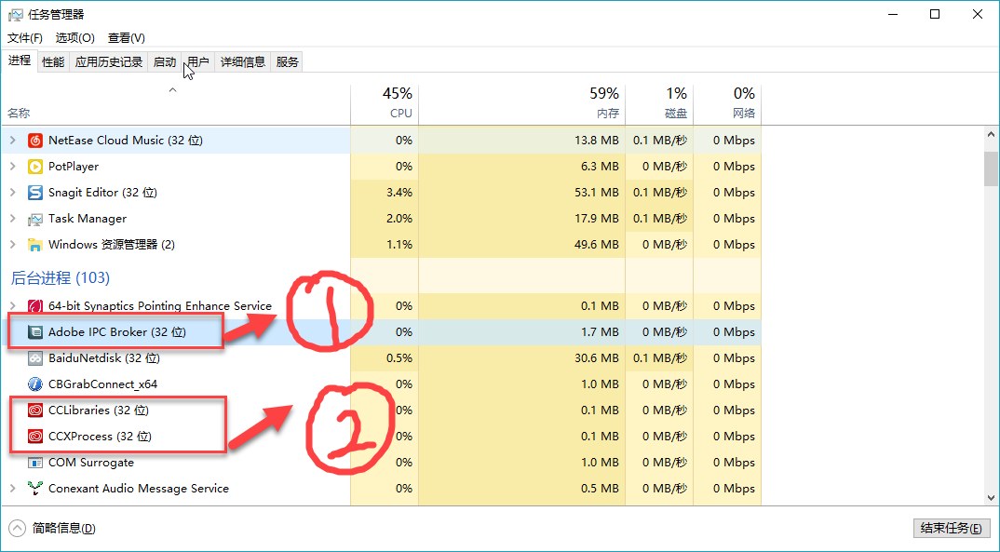 任务管理器
文件(F) 选项(O) 查看(V)
进程 性能 应用历史记录 启动 用户 详细信息 服务
45% 59% 1% 0%
名称 CPU 内存 磁盘 网络
NetEase Cloud Music (32 位) 0% 13.8 MB 0.1 MB/秒 0 Mbps
PotPlayer 0% 6.3 MB 0 MB/秒 0 Mbps
Snagit Editor (32 位) 3.4% 53.1 MB 0.1 MB/秒 0 Mbps
Task Manager 2.0% 17.9 MB 0.1 MB/秒 0 Mbps
Windows 资源管理器 (2) 1.1% 49.6 MB 0 MB/秒 0 Mbps
后台进程 (103)
64-bit Synaptics Pointing Enhance Service 0% 0.1 MB 0 MB/秒 0 Mbps
1
Adobe IPC Broker (32 位) 0% 1.7 MB 0 MB/秒 0 Mbps
BaiduNetdisk (32 位) 0.5% 30.6 MB 0.1 MB/秒 0 Mbps
CBGrabConnect_x64 0% 1.0 MB 0 MB/秒 0 Mbps
CCLibraries (32 位) 0% 0.1 MB 0 MB/秒 0 Mbps
2
CCXProcess (32 位) 0% 0.1 MB 0 MB/秒 0 Mbps
COM Surrogate 0% 1.0 MB 0 MB/秒 0 Mbps
Conexant Audio Message Service 0% 0.5 MB 0 MB/秒 0 Mbps
简略信息(D) 结束任务(E)